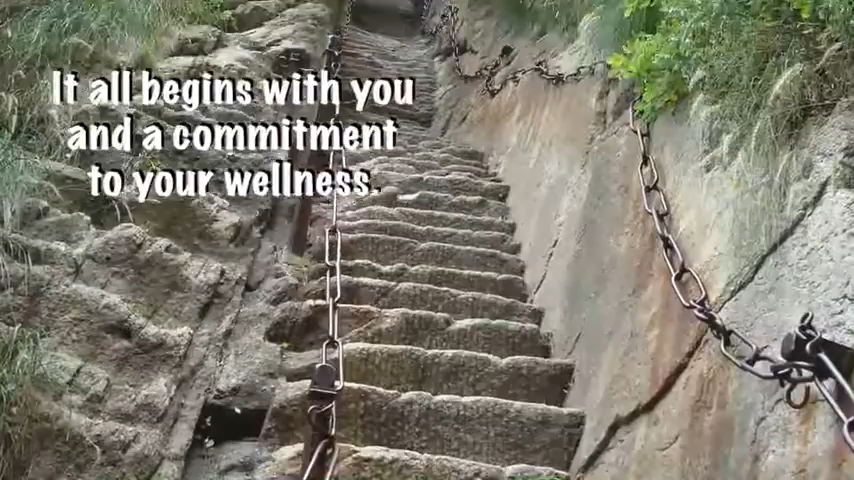 It all begins with you
and a commitment
to your wellness.